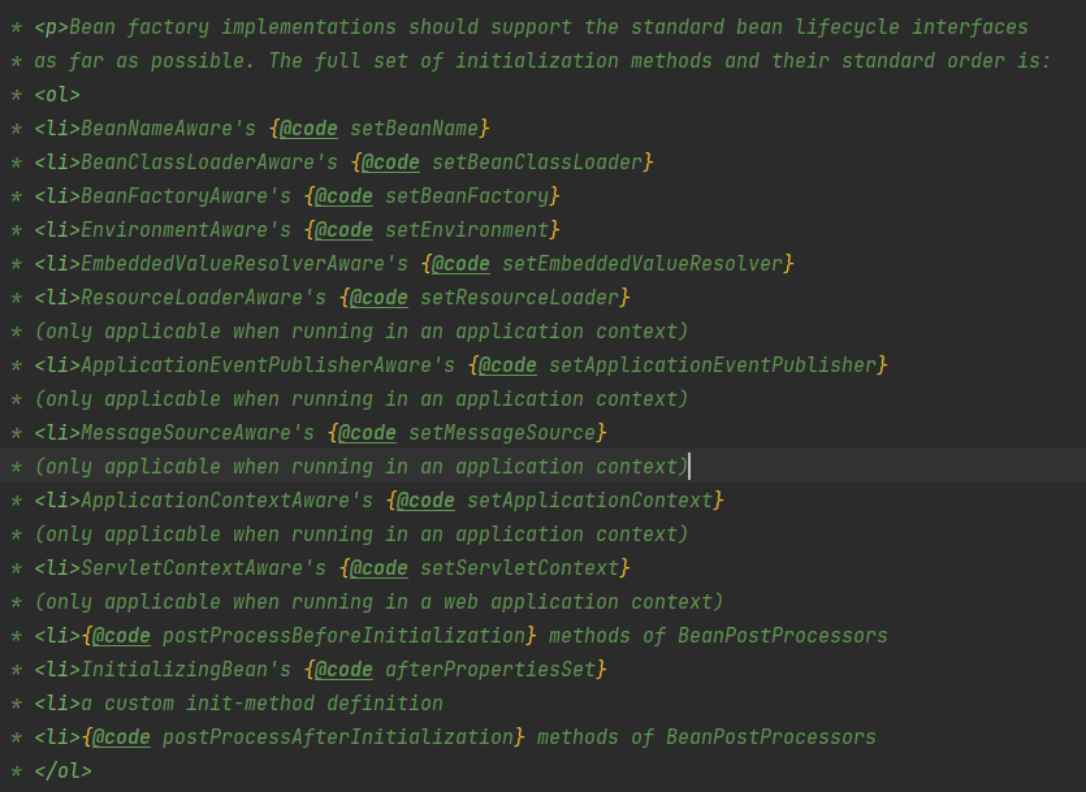 * <p>Bean factory implementations should support the standard bean lifecycle interfaces
* as far as possible. The full set of initialization methods and their standard order is:
* <ol>
* <li>BeanNameAware's {@code setBeanName}
* <li>BeanClassLoaderAware's {@code setBeanClassLoader}
* <li>BeanFactoryAware's {@code setBeanFactory}
* <li>EnvironmentAware's {@code setEnvironment}
* <li>EmbeddedValueResolverAware's {@code setEmbeddedValueResolver}
* <li>ResourceLoaderAware's {@code setResourceLoader}
* (only applicable when running in an application context)
* <li>ApplicationEventPublisherAware's {@code setApplicationEventPublisher}
* (only applicable when running in an application context)
* <li>MessageSourceAware's {@code setMessageSource}
* (only applicable when running in an application context)
* <li>ApplicationContextAware's {@code setApplicationContext}
* (only applicable when running in an application context)
* <li>ServletContextAware's {@code setServletContext}
* (only applicable when running in a web application context)
* <li>{@code postProcessBeforeInitialization} methods of BeanPostProcessors
* <li>InitializingBean's {@code afterPropertiesSet}
* <li>a custom init-method definition
* <li>{@code postProcessAfterInitialization} methods of BeanPostProcessors
* </ol>